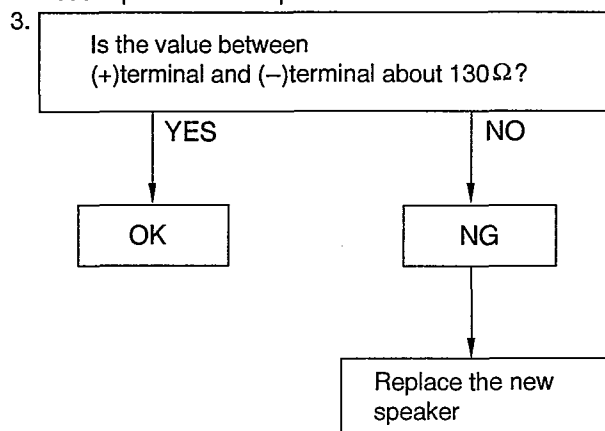 3.
Is the value between
(+)terminal and (–)terminal about 130Ω?
YES
NO
OK
NG
Replace the new
speaker